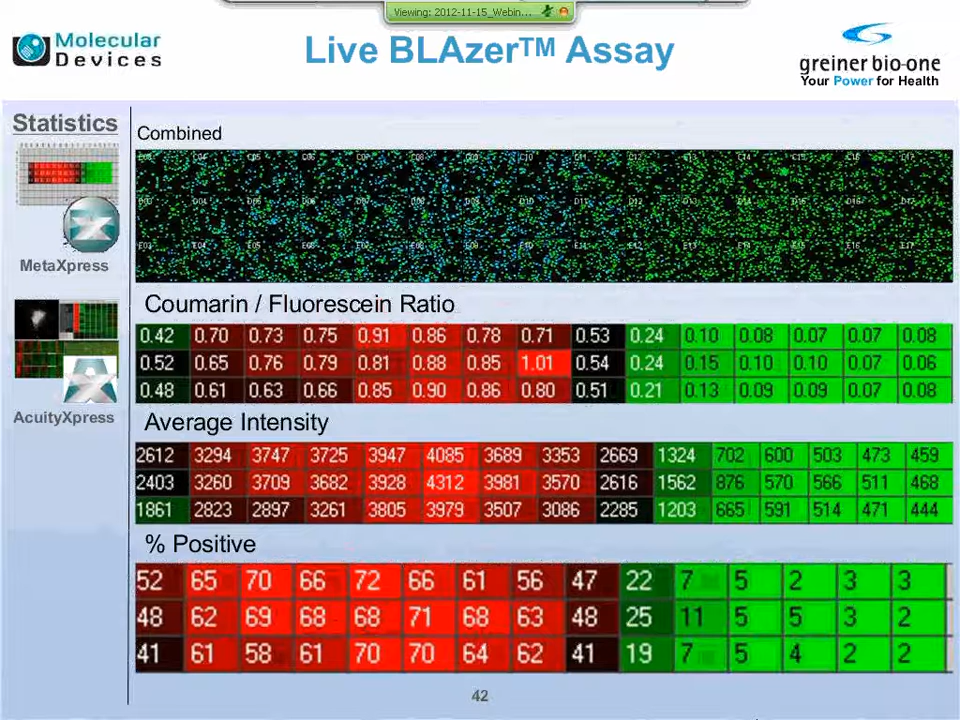 Viewing: 2012-11-15_Webin...
Molecular
Devices
Live BLAzer™ Assay
greiner bio-one
Your Power for Health
Statistics
MetaXpress
AcuityXpress
Combined
Coumarin / Fluorescein Ratio
0.42 0.70 0.73 0.75 0.91 0.86 0.78 0.71 0.53 0.24 0.10 0.08 0.07 0.07 0.08
0.52 0.65 0.76 0.79 0.81 0.88 0.85 1.01 0.54 0.24 0.15 0.10 0.10 0.07 0.06
0.48 0.61 0.63 0.66 0.85 0.90 0.86 0.80 0.51 0.21 0.13 0.09 0.09 0.07 0.08
Average Intensity
2612 3294 3747 3725 3947 4085 3689 3353 2669 1324 702 600 503 473 459
2403 3260 3709 3682 3928 4312 3981 3570 2616 1562 876 570 566 511 468
1861 2823 2897 3261 3805 3979 3507 3086 2285 1203 665 591 514 471 444
% Positive
52 65 70 66 72 66 61 56 47 22 7 5 2 3 3
48 62 69 68 68 71 68 63 48 25 11 5 5 3 2
41 61 58 61 70 70 64 62 41 19 7 5 4 2 2
42